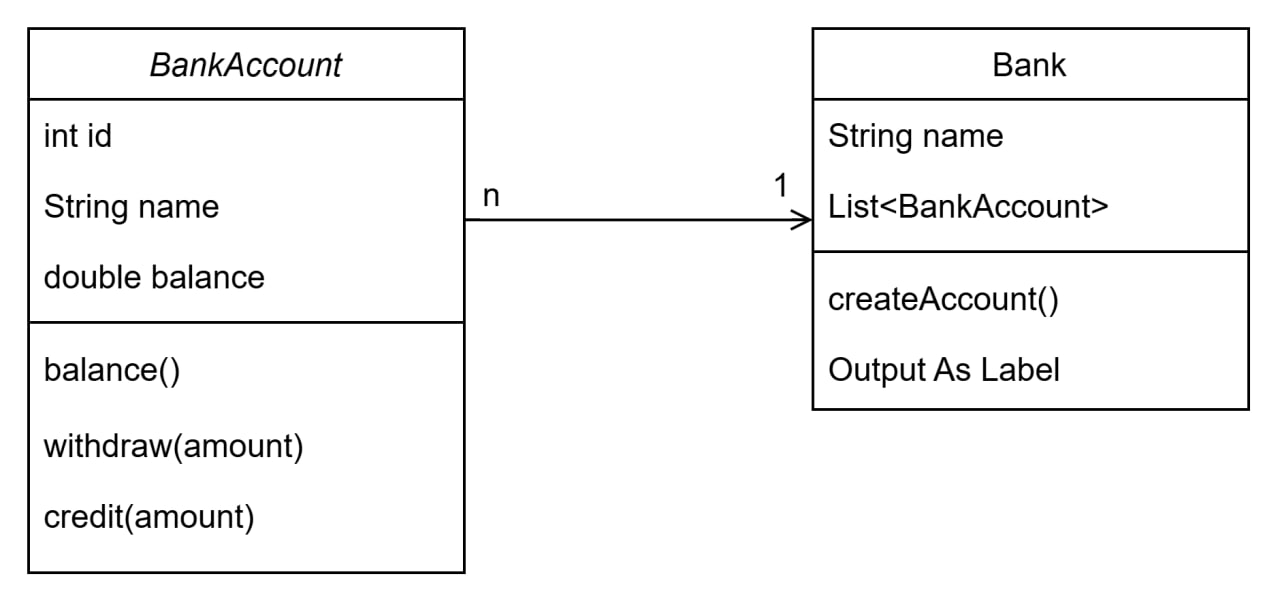 BankAccount
int id
String name
double balance
balance()
withdraw(amount)
credit(amount)
n
1
Bank
String name
List<BankAccount>
createAccount()
Output As Label